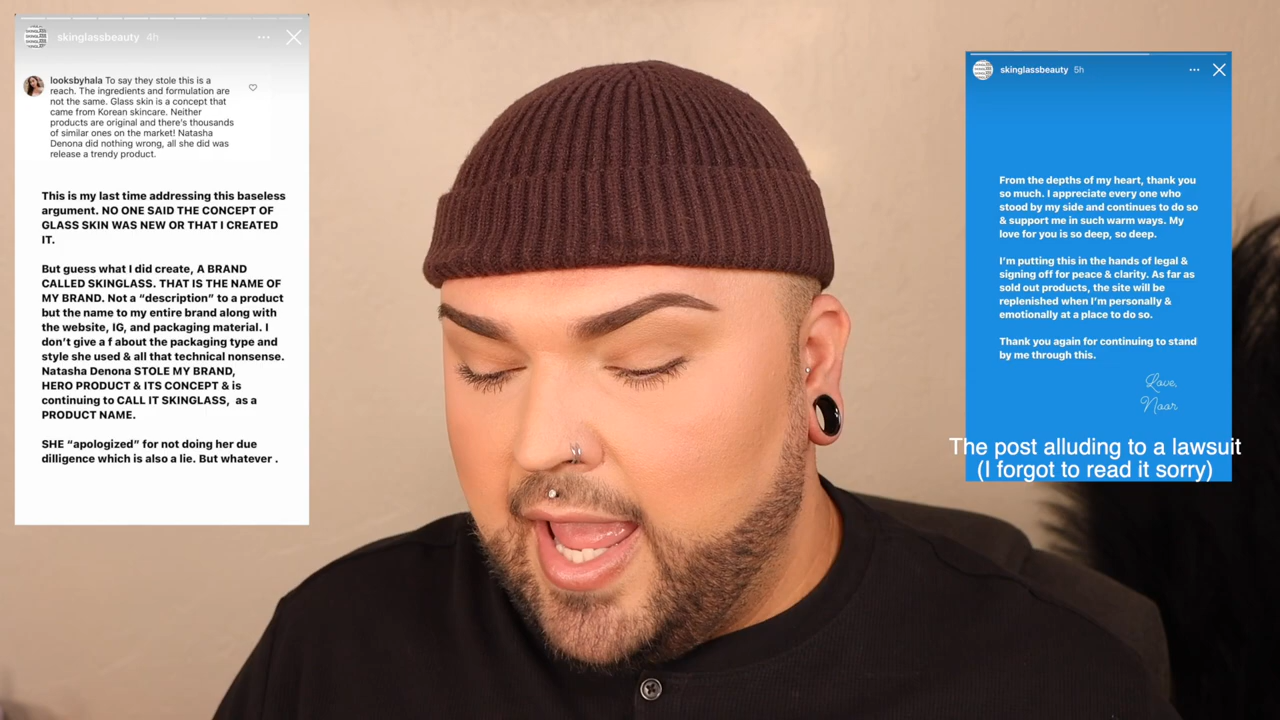 skinglassbeauty 4h
looksbyhala To say they stole this is a
reach. The ingredients and formulation are
not the same. Glass skin is a concept that
came from Korean skincare. Neither
products are original and there's thousands
of similar ones on the market! Natasha
Denona did nothing wrong, all she did was
release a trendy product.
This is my last time addressing this baseless
argument. NO ONE SAID THE CONCEPT OF
GLASS SKIN WAS NEW OR THAT I CREATED
IT.
But guess what I did create, A BRAND
CALLED SKINGLASS. THAT IS THE NAME OF
MY BRAND. Not a “description” to a product
but the name to my entire brand along with
the website, IG, and packaging material. I
don't give a f about the packaging type and
style she used & all that technical nonsense.
Natasha Denona STOLE MY BRAND,
HERO PRODUCT & ITS CONCEPT & is
continuing to CALL IT SKINGLASS, as a
PRODUCT NAME.
SHE “apologized” for not doing her due
dilligence which is also a lie. But whatever .
skinglassbeauty 5h
From the depths of my heart, thank you
so much. I appreciate every one who
stood by my side and continues to do so
& support me in such warm ways. My
love for you is so deep, so deep.
I'm putting this in the hands of legal &
signing off for peace & clarity. As far as
sold out products, the site will be
replenished when I'm personally &
emotionally at a place to do so.
Thank you again for continuing to stand
by me through this.
Love,
Noor
The post alluding to a lawsuit
(I forgot to read it sorry)